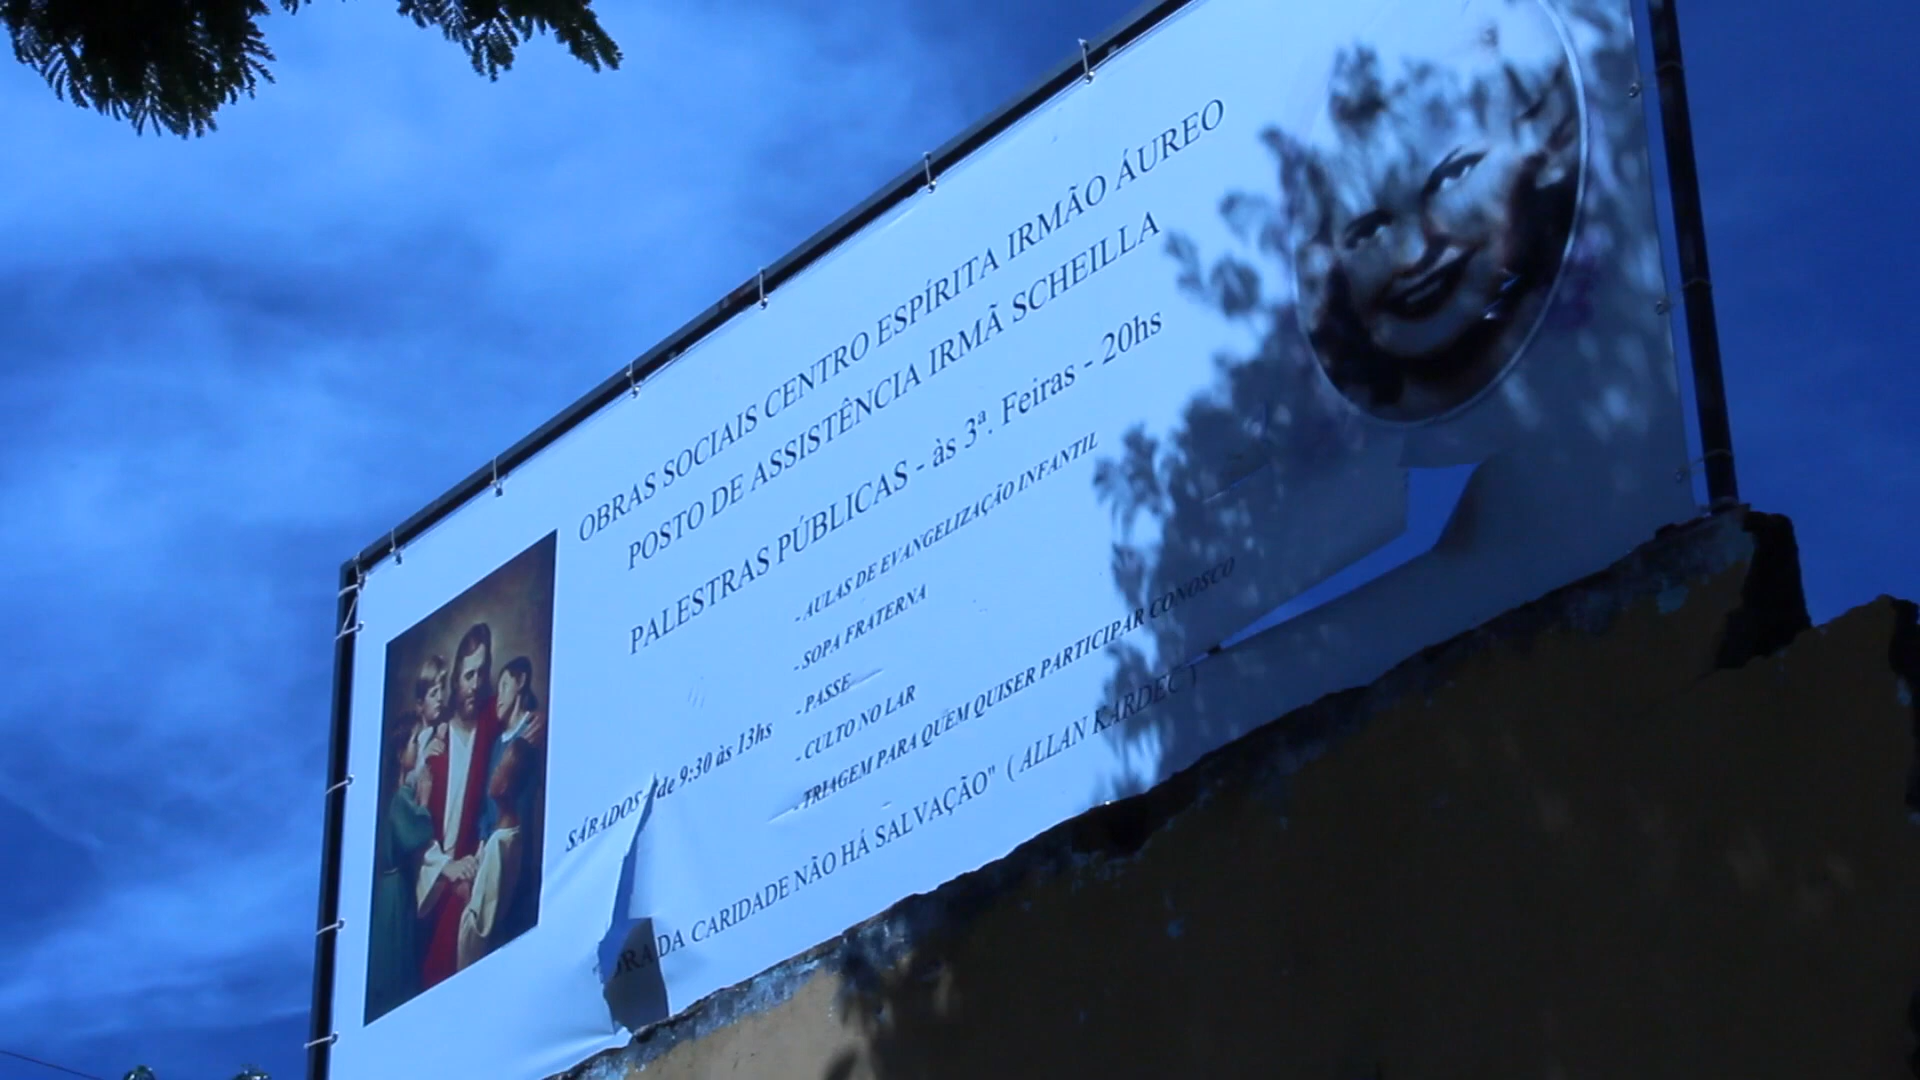 OBRAS SOCIAIS CENTRO ESPÍRITA IRMÃO ÁUREO
POSTO DE ASSISTÊNCIA IRMÃ SCHEILLA
PALESTRAS PÚBLICAS - às 3ª. Feiras - 20hs
- AULAS DE EVANGELIZAÇÃO INFANTIL
- SOPA FRATERNA
- PASSE
SÁBADOS - de 9:30 às 13hs
- CULTO NO LAR
- TRIAGEM PARA QUEM QUISER PARTICIPAR CONOSCO
DA CARIDADE NÃO HÁ SALVAÇÃO" ( ALLAN KARDEC )